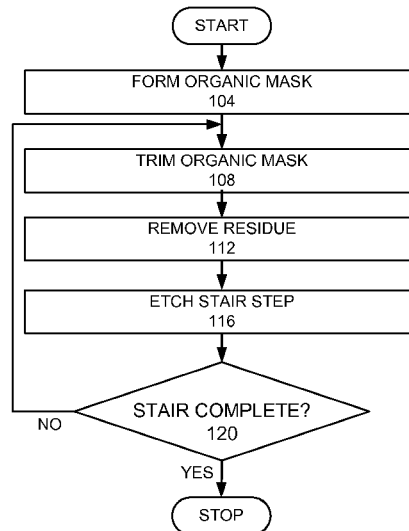 START
FORM ORGANIC MASK
104
TRIM ORGANIC MASK
108
REMOVE RESIDUE
112
ETCH STAIR STEP
116
STAIR COMPLETE?
120
NO
YES
STOP